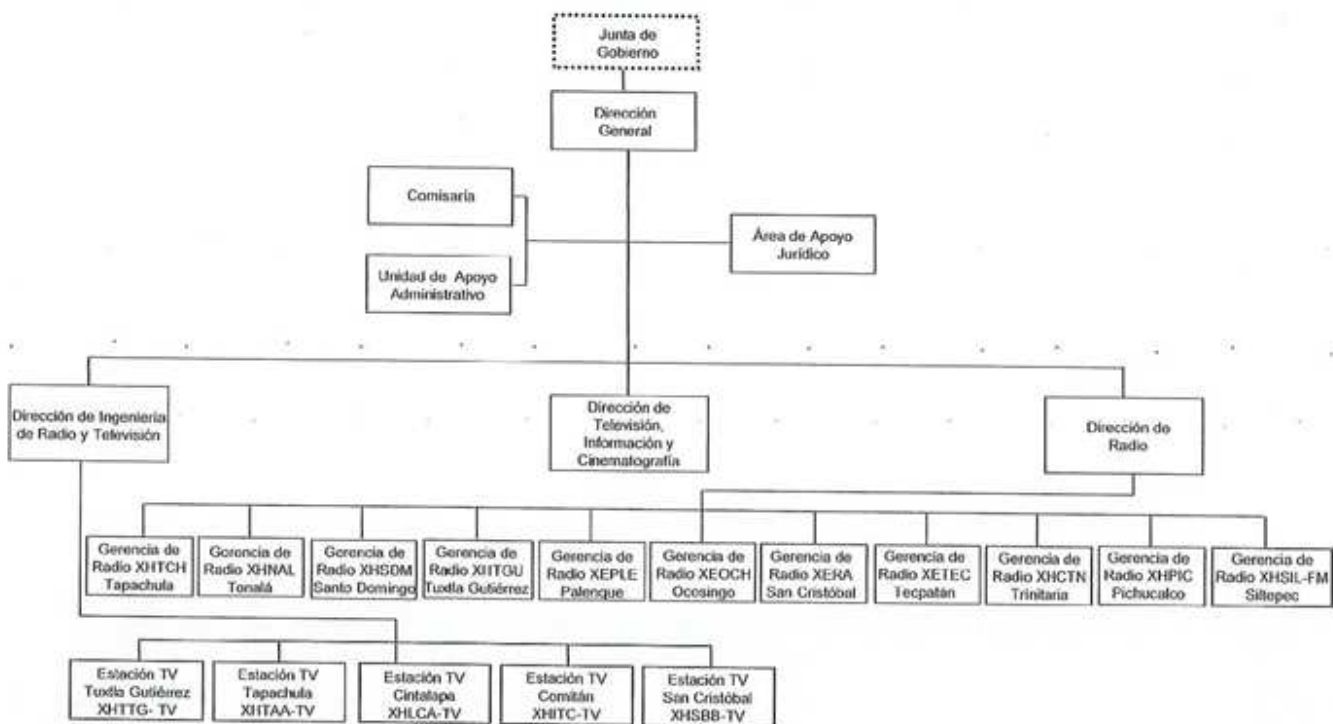 Junta de
Gobierno
Dirección
General
Comisaría
Área de Apoyo
Jurídico
Unidad de Apoyo
Administrativo
Dirección de Ingeniería
de Radio y Televisión
Dirección de
Televisión,
Información y
Cinematografía
Dirección de
Radio
Gerencia de
Radio XHTCH
Tapachula
Gerencia de
Radio XHNAL
Tonalá
Gerencia de
Radio XHSDM
Santo Domingo
Gerencia de
Radio XHTGU
Tuxtla Gutiérrez
Gerencia de
Radio XEPLE
Palenque
Gerencia de
Radio XEOCH
Ocosingo
Gerencia de
Radio XERA
San Cristóbal
Gerencia de
Radio XETEC
Tecpatán
Gerencia de
Radio XHCTN
Trinitaria
Gerencia de
Radio XHPIC
Pichucalco
Gerencia de
Radio XHSIL-FM
Siltepec
Estación TV
Tuxtla Gutiérrez
XHTTG- TV
Estación TV
Tapachula
XHTAA-TV
Estación TV
Cintalapa
XHLCA-TV
Estación TV
Comitán
XHITC-TV
Estación TV
San Cristóbal
XHSBB-TV